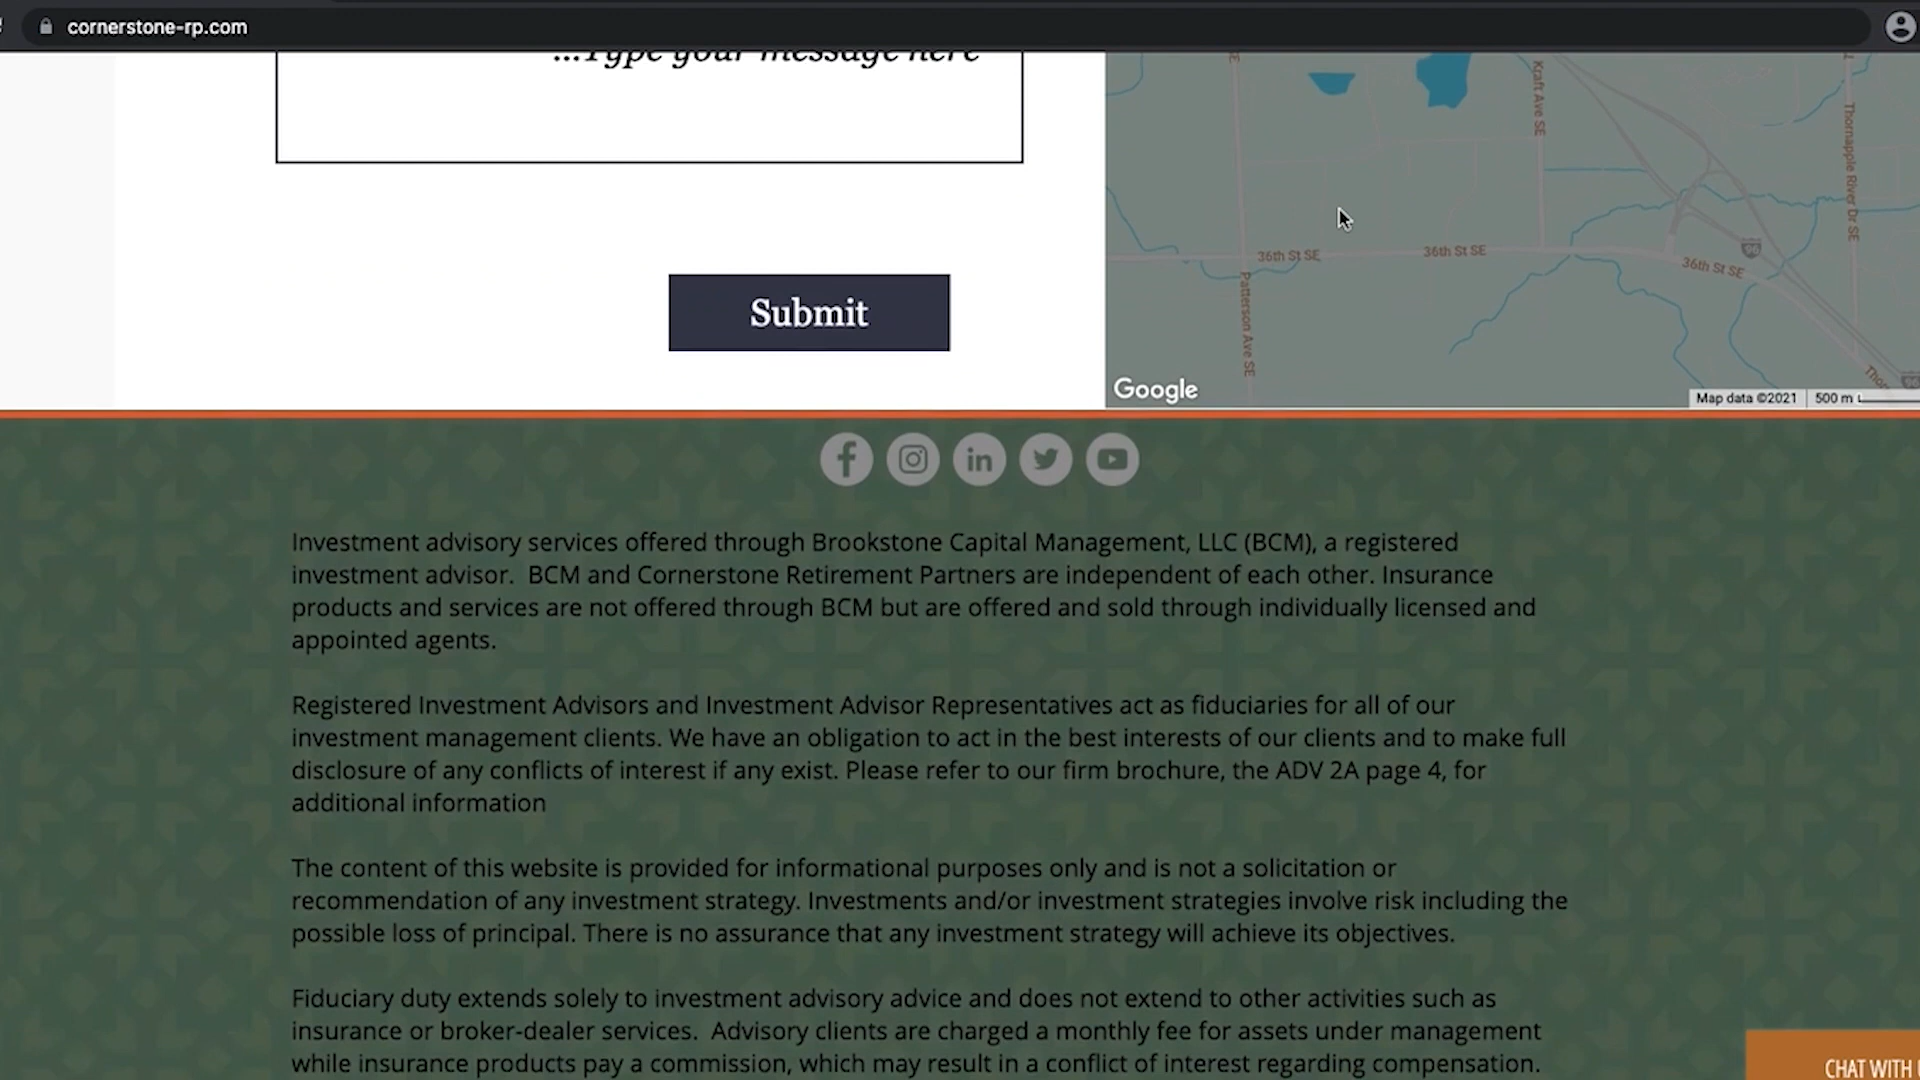 cornerstone-rp.com
...Type your message here
Submit
Kraft Ave SE
Thornapple River Dr SE
36th St SE
36th St SE
36th St SE
96
Patterson Ave SE
96
Google
Map data ©2021
500 m
Investment advisory services offered through Brookstone Capital Management, LLC (BCM), a registered
investment advisor.  BCM and Cornerstone Retirement Partners are independent of each other. Insurance
products and services are not offered through BCM but are offered and sold through individually licensed and
appointed agents.
Registered Investment Advisors and Investment Advisor Representatives act as fiduciaries for all of our
investment management clients. We have an obligation to act in the best interests of our clients and to make full
disclosure of any conflicts of interest if any exist. Please refer to our firm brochure, the ADV 2A page 4, for
additional information
The content of this website is provided for informational purposes only and is not a solicitation or
recommendation of any investment strategy. Investments and/or investment strategies involve risk including the
possible loss of principal. There is no assurance that any investment strategy will achieve its objectives.
Fiduciary duty extends solely to investment advisory advice and does not extend to other activities such as
insurance or broker-dealer services.  Advisory clients are charged a monthly fee for assets under management
while insurance products pay a commission, which may result in a conflict of interest regarding compensation.
CHAT WITH